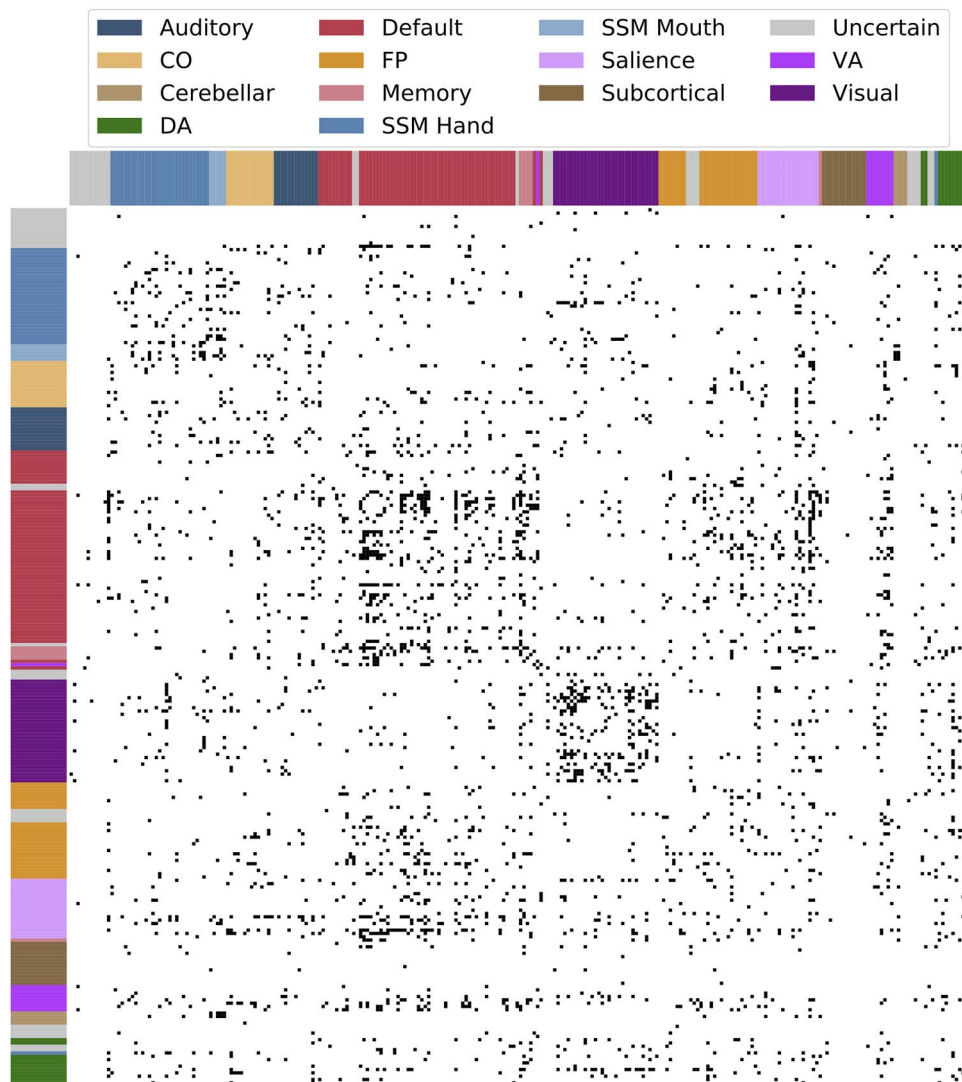 Auditory Default SSM Mouth Uncertain
CO FP Salience VA
Cerebellar Memory Subcortical Visual
DA SSM Hand